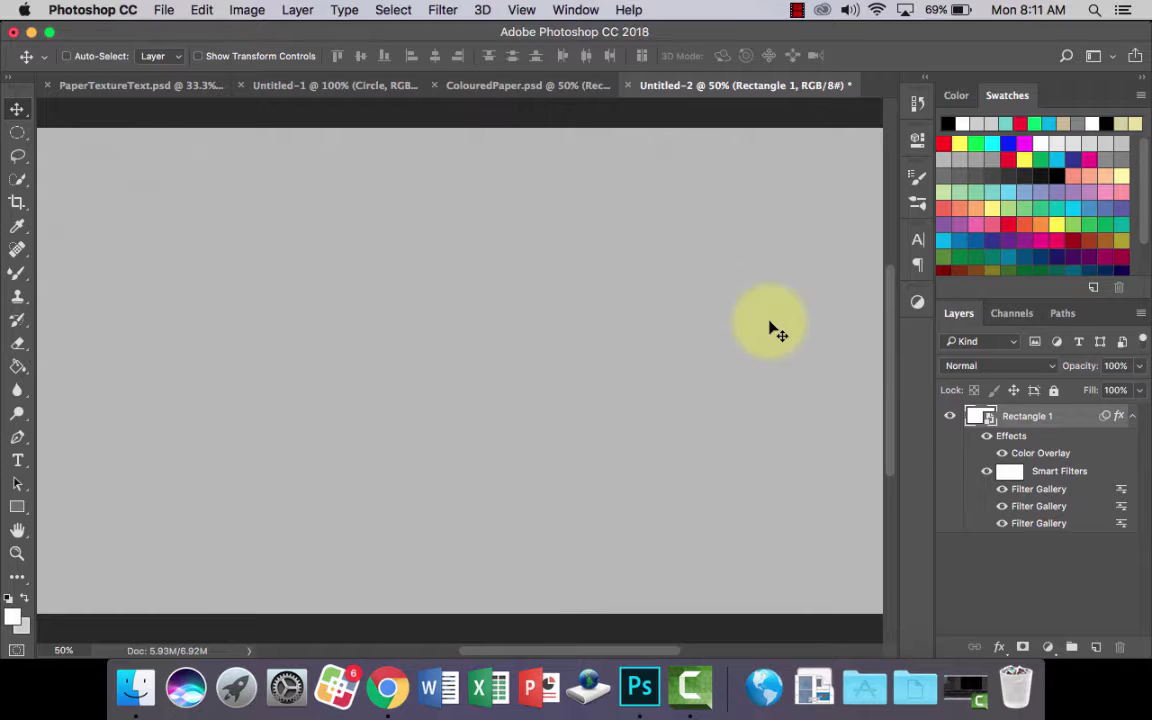 Photoshop CC File Edit Image Layer Type Select Filter 3D View Window Help 69% Mon 8:11 AM
Adobe Photoshop CC 2018
Auto-Select: Layer Show Transform Controls 3D Mode:
PaperTextureText.psd @ 33.3%... Untitled-1 @ 100% (Circle, RGB... ColouredPaper.psd @ 50% (Rec... Untitled-2 @ 50% (Rectangle 1, RGB/8#) *
Color Swatches
Layers Channels Paths
Kind
Normal Opacity: 100%
Lock: Fill: 100%
Rectangle 1 fx
Effects
Color Overlay
Smart Filters
Filter Gallery
Filter Gallery
Filter Gallery
50% Doc: 5.93M/6.92M
fx
6
W X P Ps C